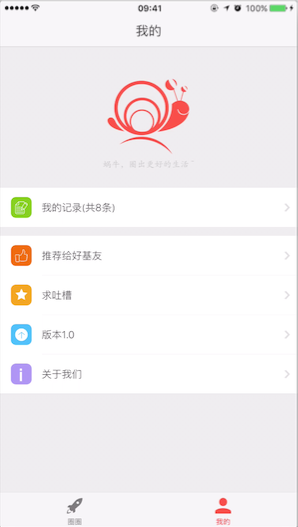 09:41
100%
我的
蜗牛，圈出更好的生活
我的记录(共8条)
推荐给好基友
求吐槽
版本1.0
关于我们
圈圈
我的